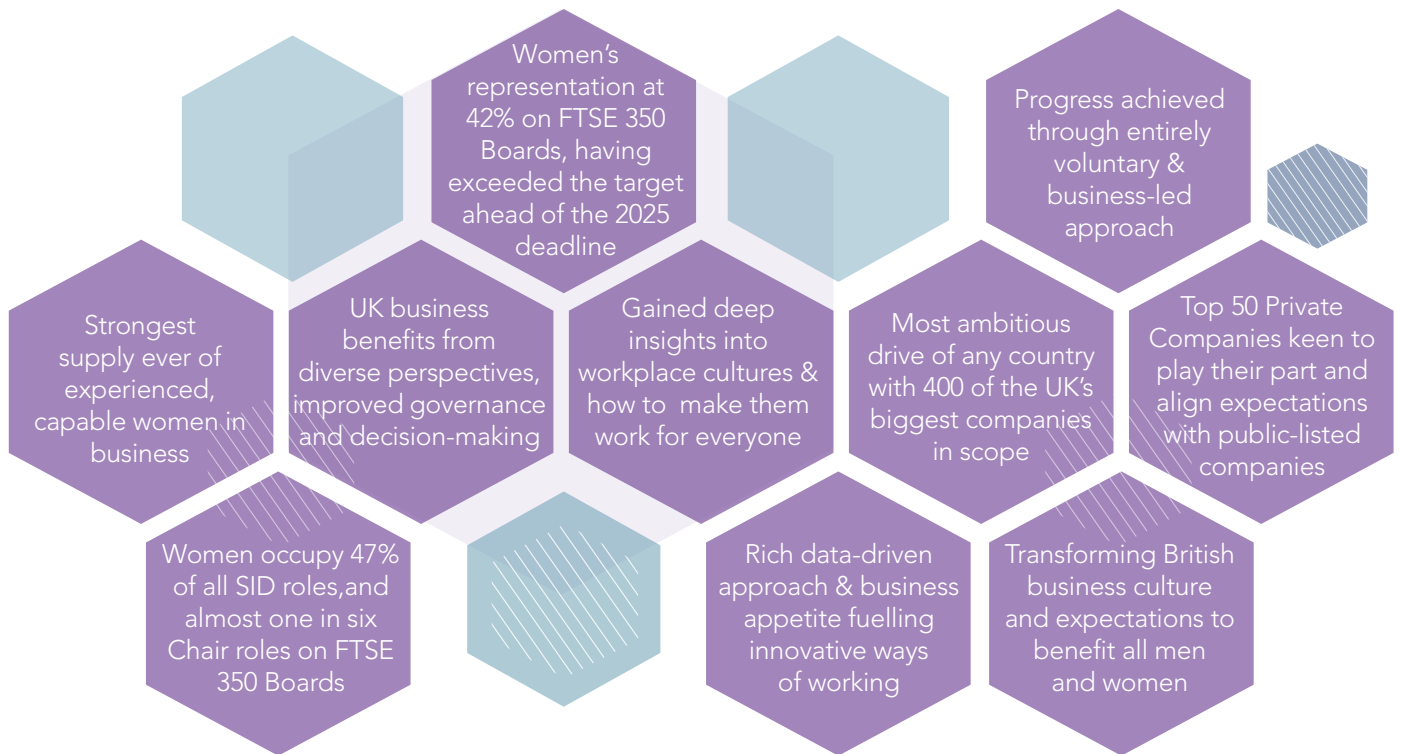 Women's
representation at
42% on FTSE 350
Boards, having
exceeded the target
ahead of the 2025
deadline
Progress achieved
through entirely
voluntary &
business-led
approach
Strongest
supply ever of
experienced,
capable women in
business
UK business
benefits from
diverse perspectives,
improved governance
and decision-making
Gained deep
insights into
workplace cultures &
how to make them
work for everyone
Most ambitious
drive of any country
with 400 of the UK's
biggest companies
in scope
Top 50 Private
Companies keen to
play their part and
align expectations
with public-listed
companies
Women occupy 47%
of all SID roles,and
almost one in six
Chair roles on FTSE
350 Boards
Rich data-driven
approach & business
appetite fuelling
innovative ways
of working
Transforming British
business culture
and expectations to
benefit all men
and women